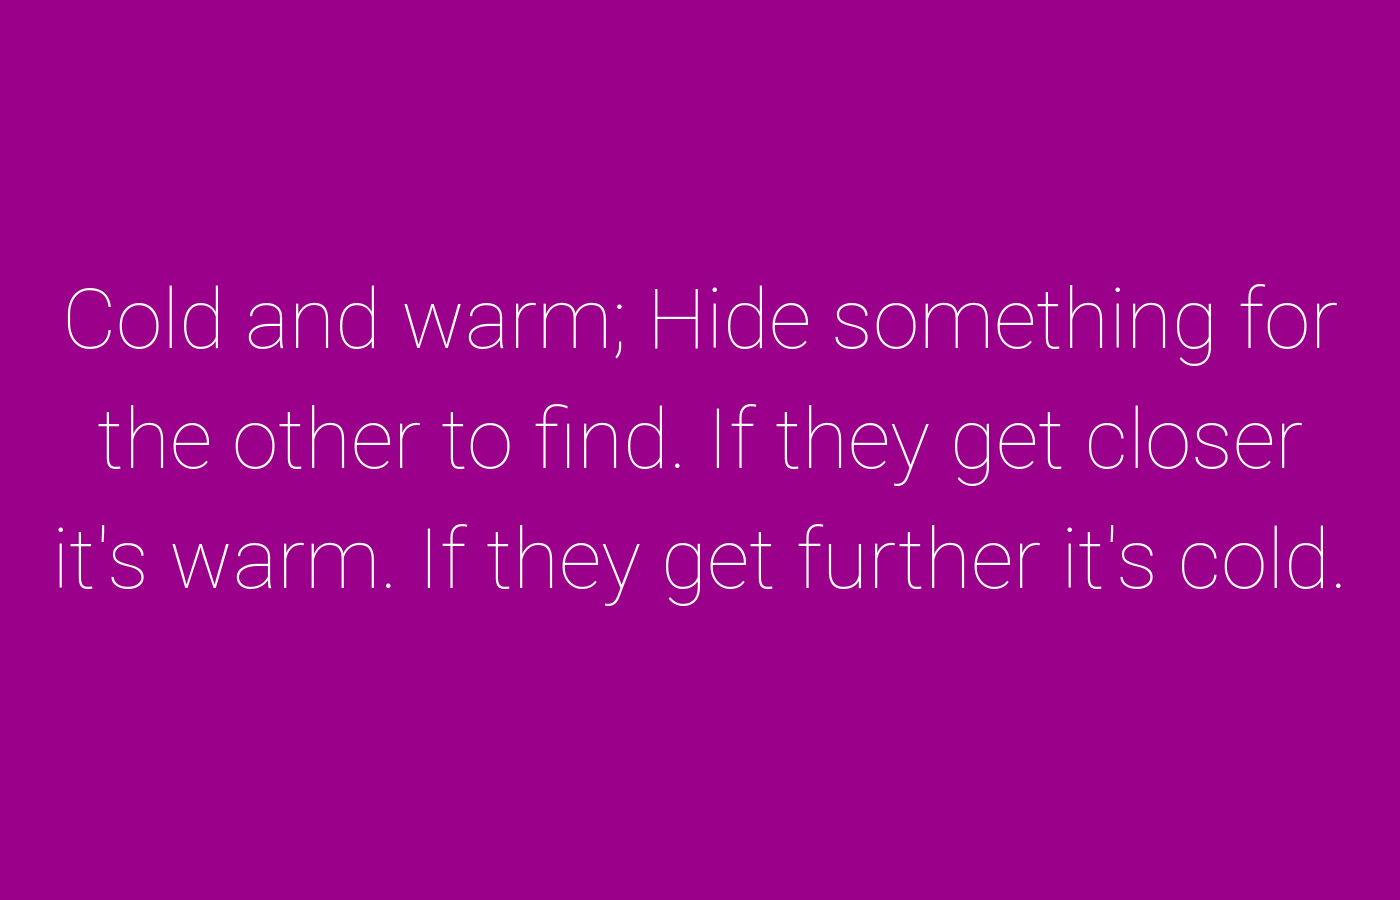 Cold and warm; Hide something for
the other to find. If they get closer
it's warm. If they get further it's cold.